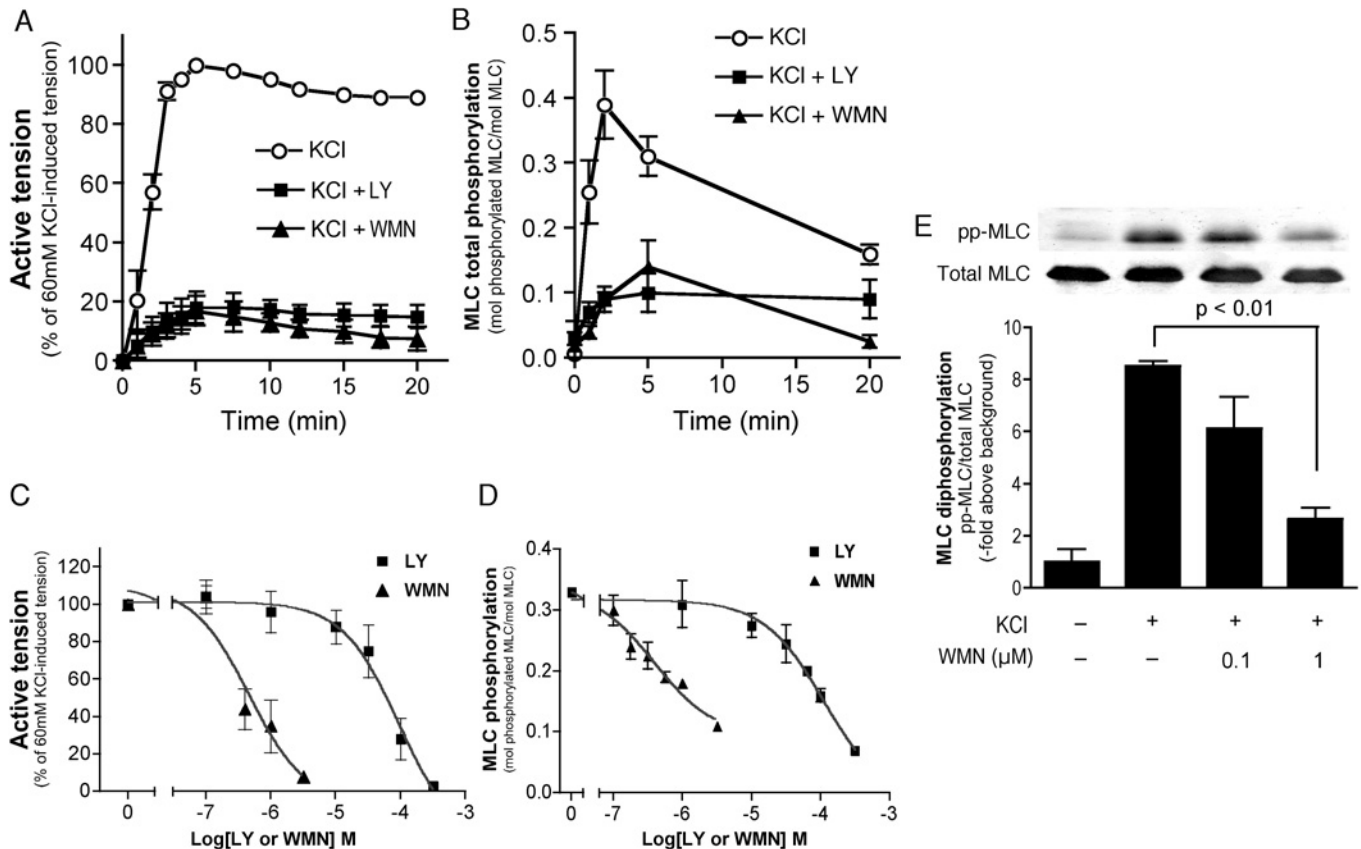 A
Active tension
(% of 60mM KCl-induced tension)
100
80
60
40
20
0
KCl
KCl + LY
KCl + WMN
0
5
10
15
20
Time (min)
B
MLC total phosphorylation
(mol phosphorylated MLC/mol MLC)
0.5
0.4
0.3
0.2
0.1
0.0
KCl
KCl + LY
KCl + WMN
0
5
10
15
20
Time (min)
C
Active tension
(% of 60mM KCl-induced tension)
120
100
80
60
40
20
0
LY
WMN
0
-7
-6
-5
-4
-3
Log[LY or WMN] M
D
MLC phosphorylation
(mol phosphorylated MLC/mol MLC)
0.4
0.3
0.2
0.1
0.0
LY
WMN
0
-7
-6
-5
-4
-3
Log[LY or WMN] M
E
pp-MLC
Total MLC
p < 0.01
MLC diphosphorylation
pp-MLC/total MLC
(-fold above background)
10
8
6
4
2
0
KCl – + + +
WMN (µM) – – 0.1 1